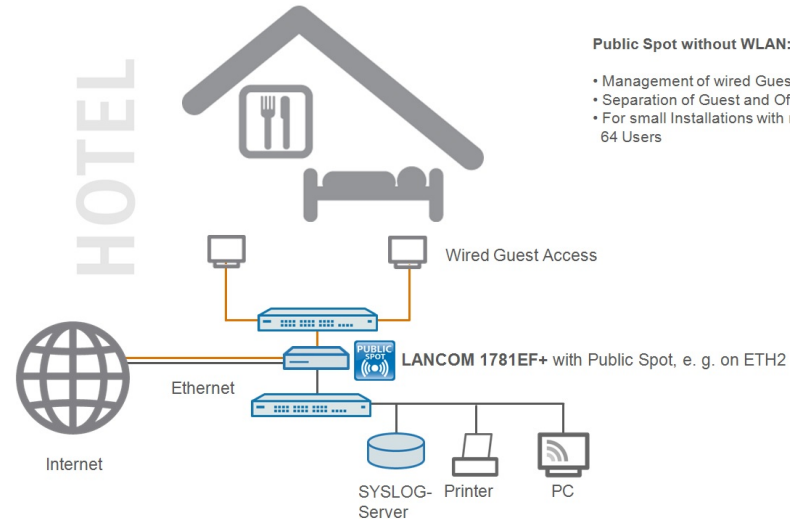 HOTEL
Public Spot without WLAN:
• Management of wired Gues
• Separation of Guest and Of
• For small Installations with
64 Users
Wired Guest Access
PUBLIC
SPOT
LANCOM 1781EF+ with Public Spot, e. g. on ETH2
Ethernet
Internet
SYSLOG-
Server
Printer
PC